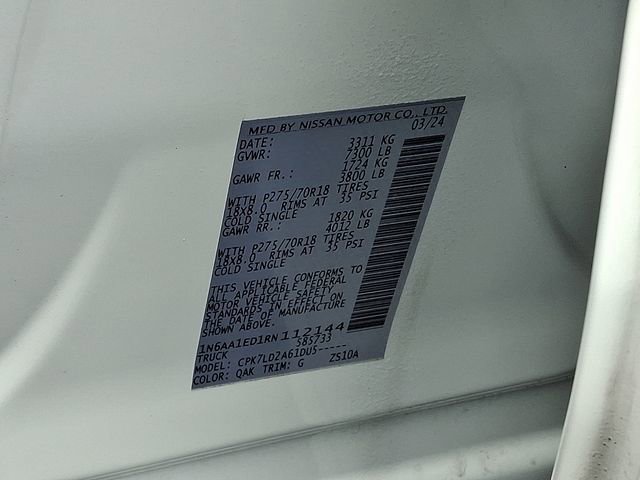 MFD BY NISSAN MOTOR CO., LTD.
DATE: 03/24
GVWR: 3311 KG
7300 LB
GAWR FR.: 1724 KG
3800 LB
WITH P275/70R18 TIRES
18X8.0 RIMS AT 35 PSI
COLD SINGLE
GAWR RR.: 1820 KG
4012 LB
WITH P275/70R18 TIRES
18X8.0 RIMS AT 35 PSI
COLD SINGLE
THIS VEHICLE CONFORMS TO
ALL APPLICABLE FEDERAL
MOTOR VEHICLE SAFETY
STANDARDS IN EFFECT ON
THE DATE OF MANUFACTURE
SHOWN ABOVE.
1N6AA1ED1RN112144
TRUCK 585733
MODEL: CPK7LD2A61DU5-----
COLOR: QAK TRIM: G ZS10A